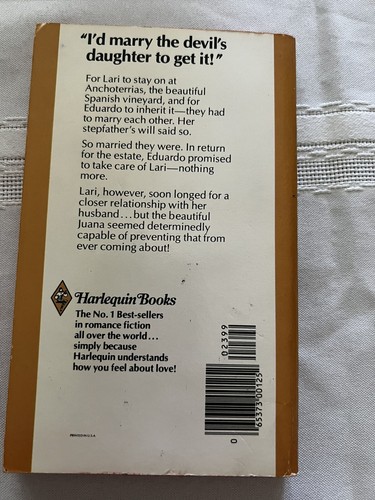 “I’d marry the devil’s
daughter to get it!”
For Lari to stay on at
Anchoterrias, the beautiful
Spanish vineyard, and for
Eduardo to inherit it—they had
to marry each other. Her
stepfather’s will said so.
So married they were. In return
for the estate, Eduardo promised
to take care of Lari—nothing
more.
Lari, however, soon longed for a
closer relationship with her
husband...but the beautiful
Juana seemed determinedly
capable of preventing that from
ever coming about!
Harlequin Books
The No. 1 Best-sellers
in romance fiction
all over the world...
simply because
Harlequin understands
how you feel about love!
02399
0
65373 00125
PRINTED IN U.S.A.